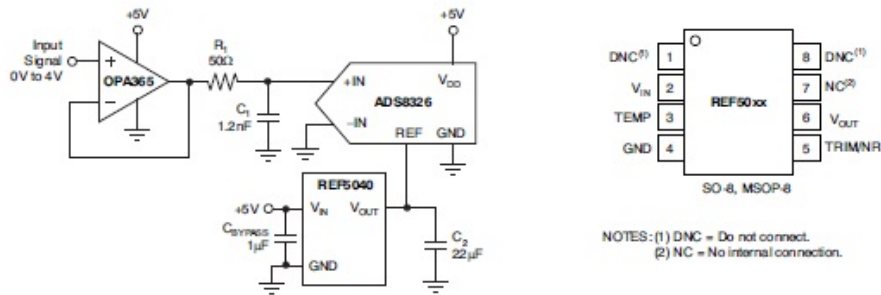 +5V
Input
Signal
0V to 4V
+
−
OPA365
R1
50Ω
C1
1.2nF
+5V
+IN
VDD
ADS8326
−IN
REF
GND
REF5040
+5V
VIN
VOUT
CBYPASS
1µF
GND
C2
22µF
DNC(1)
1
8
DNC(1)
VIN
2
7
NC(2)
REF50xx
TEMP
3
6
VOUT
GND
4
5
TRIM/NR
SO-8, MSOP-8
NOTES: (1) DNC = Do not connect.
(2) NC = No internal connection.